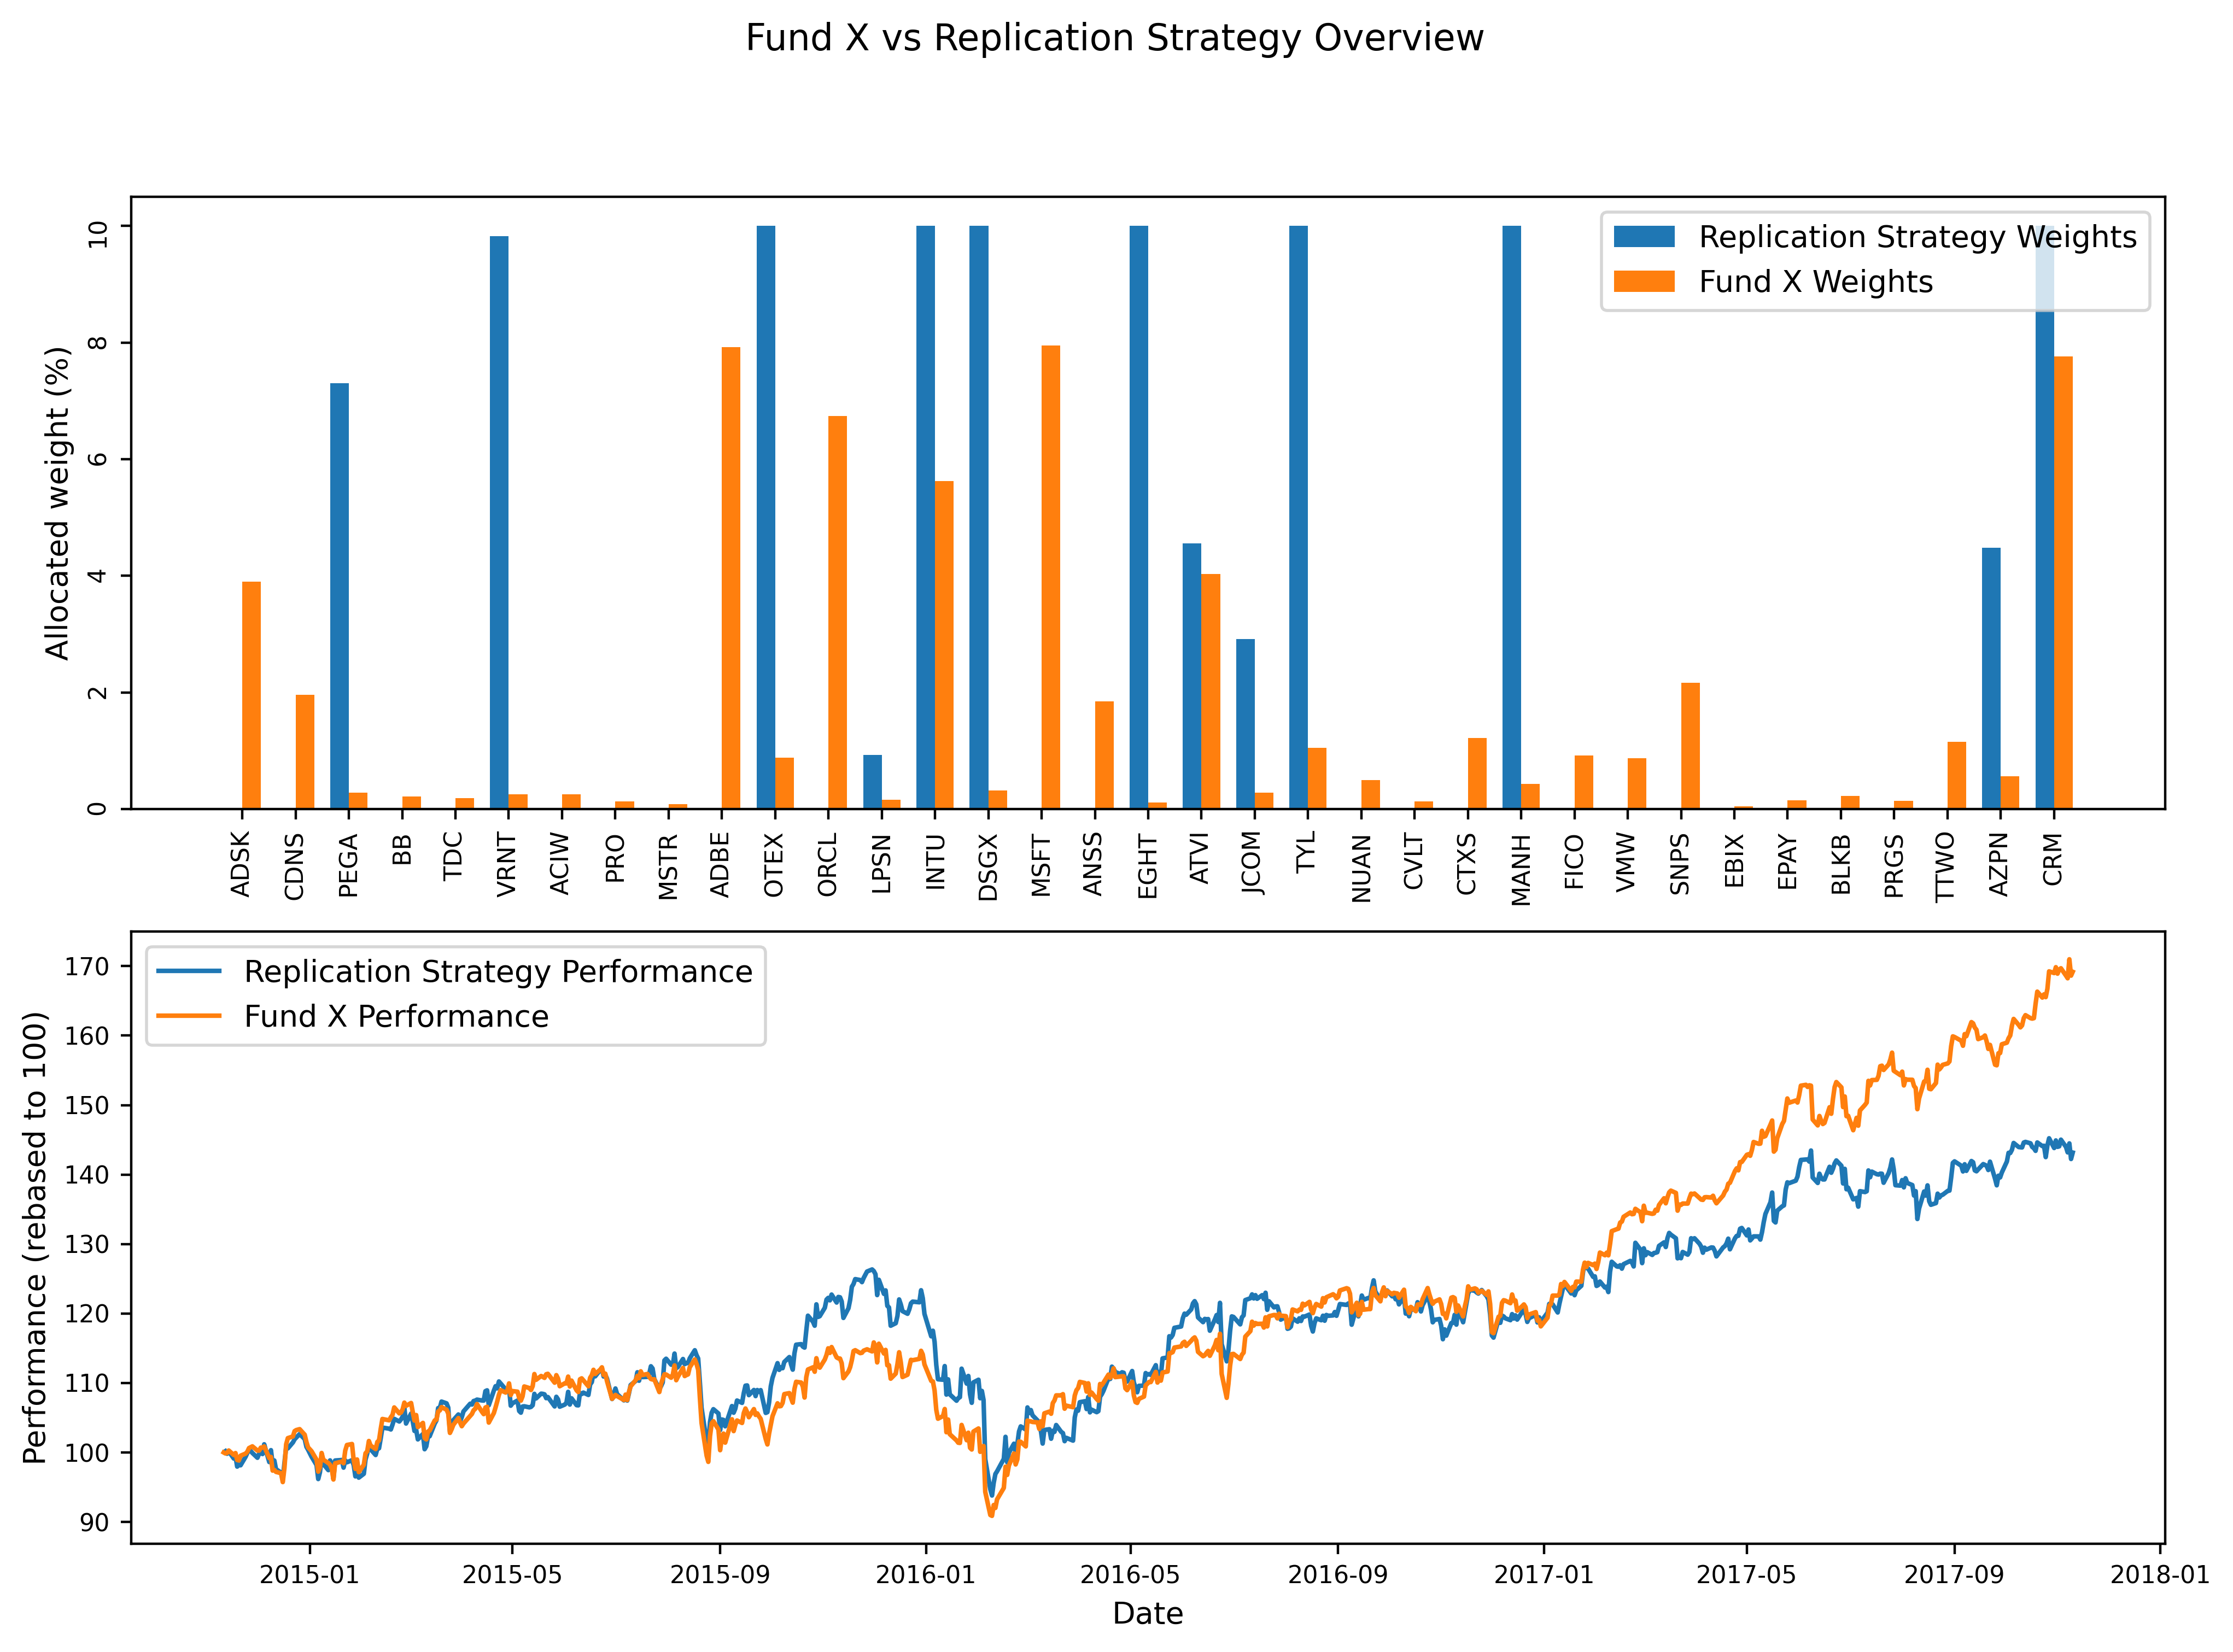 Fund X vs Replication Strategy Overview
Allocated weight (%)
10
8
6
4
2
0
Replication Strategy Weights
Fund X Weights
ADSK
CDNS
PEGA
BB
TDC
VRNT
ACIW
PRO
MSTR
ADBE
OTEX
ORCL
LPSN
INTU
DSGX
MSFT
ANSS
EGHT
ATVI
JCOM
TYL
NUAN
CVLT
CTXS
MANH
FICO
VMW
SNPS
EBIX
EPAY
BLKB
PRGS
TTWO
AZPN
CRM
Performance (rebased to 100)
170
160
150
140
130
120
110
100
90
Replication Strategy Performance
Fund X Performance
2015-01
2015-05
2015-09
2016-01
2016-05
2016-09
2017-01
2017-05
2017-09
2018-01
Date